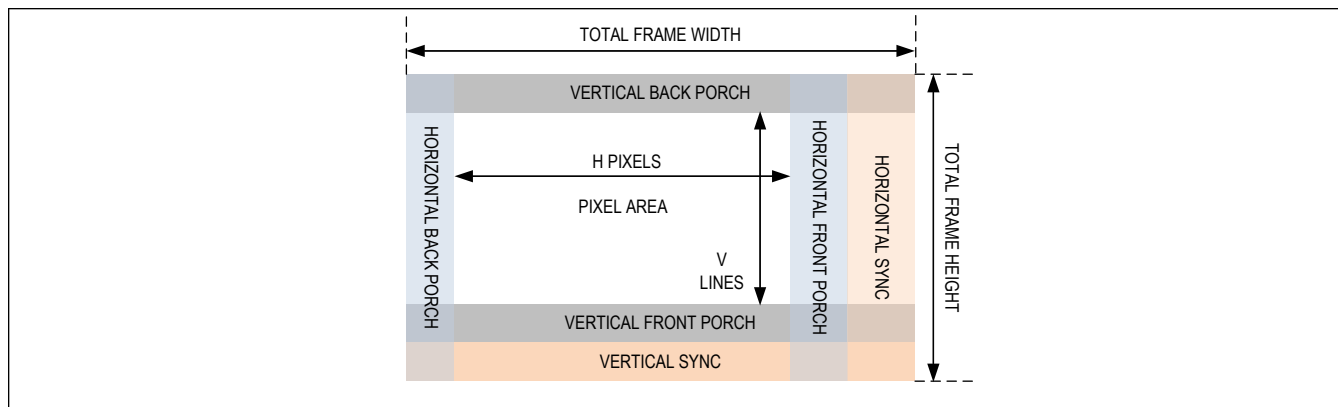 TOTAL FRAME WIDTH
VERTICAL BACK PORCH
HORIZONTAL BACK PORCH
H PIXELS
PIXEL AREA
V
LINES
HORIZONTAL FRONT PORCH
HORIZONTAL SYNC
TOTAL FRAME HEIGHT
VERTICAL FRONT PORCH
VERTICAL SYNC